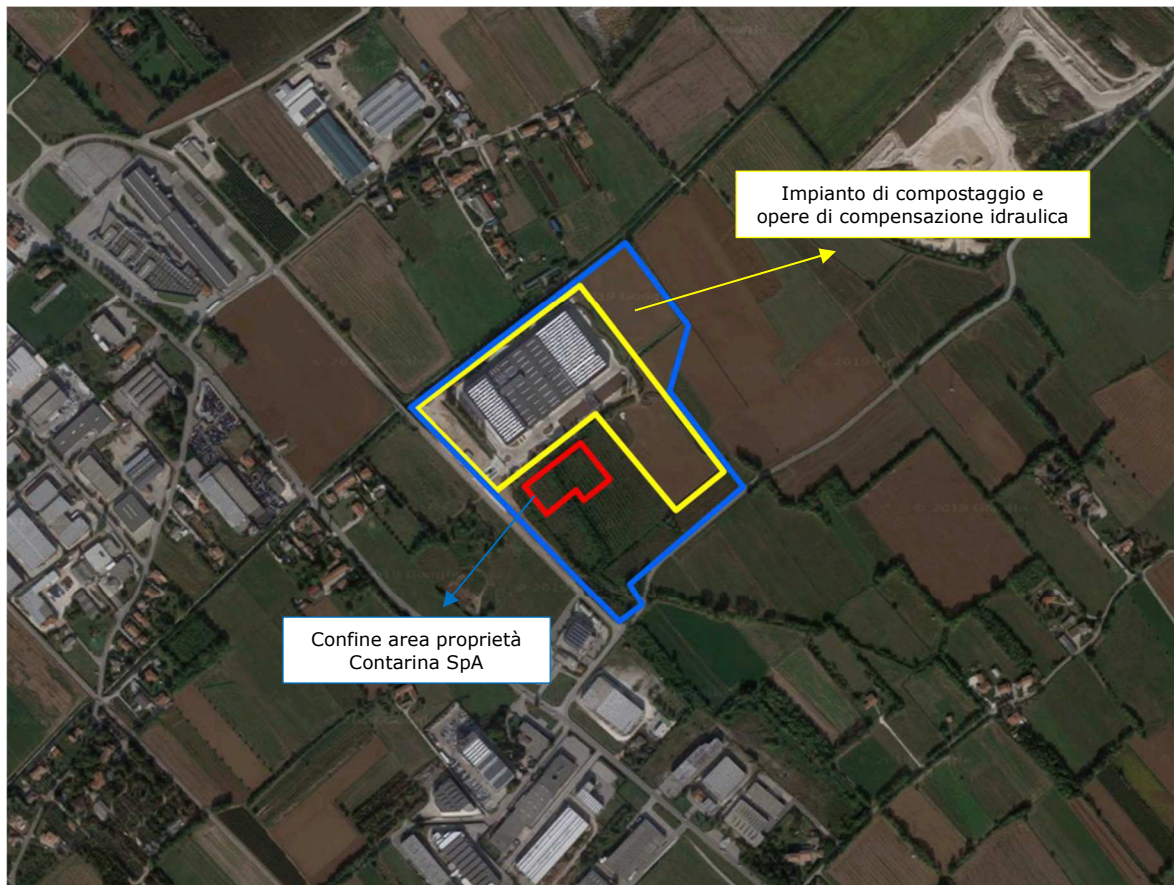 Impianto di compostaggio e
opere di compensazione idraulica
Confine area proprietà
Contarina SpA